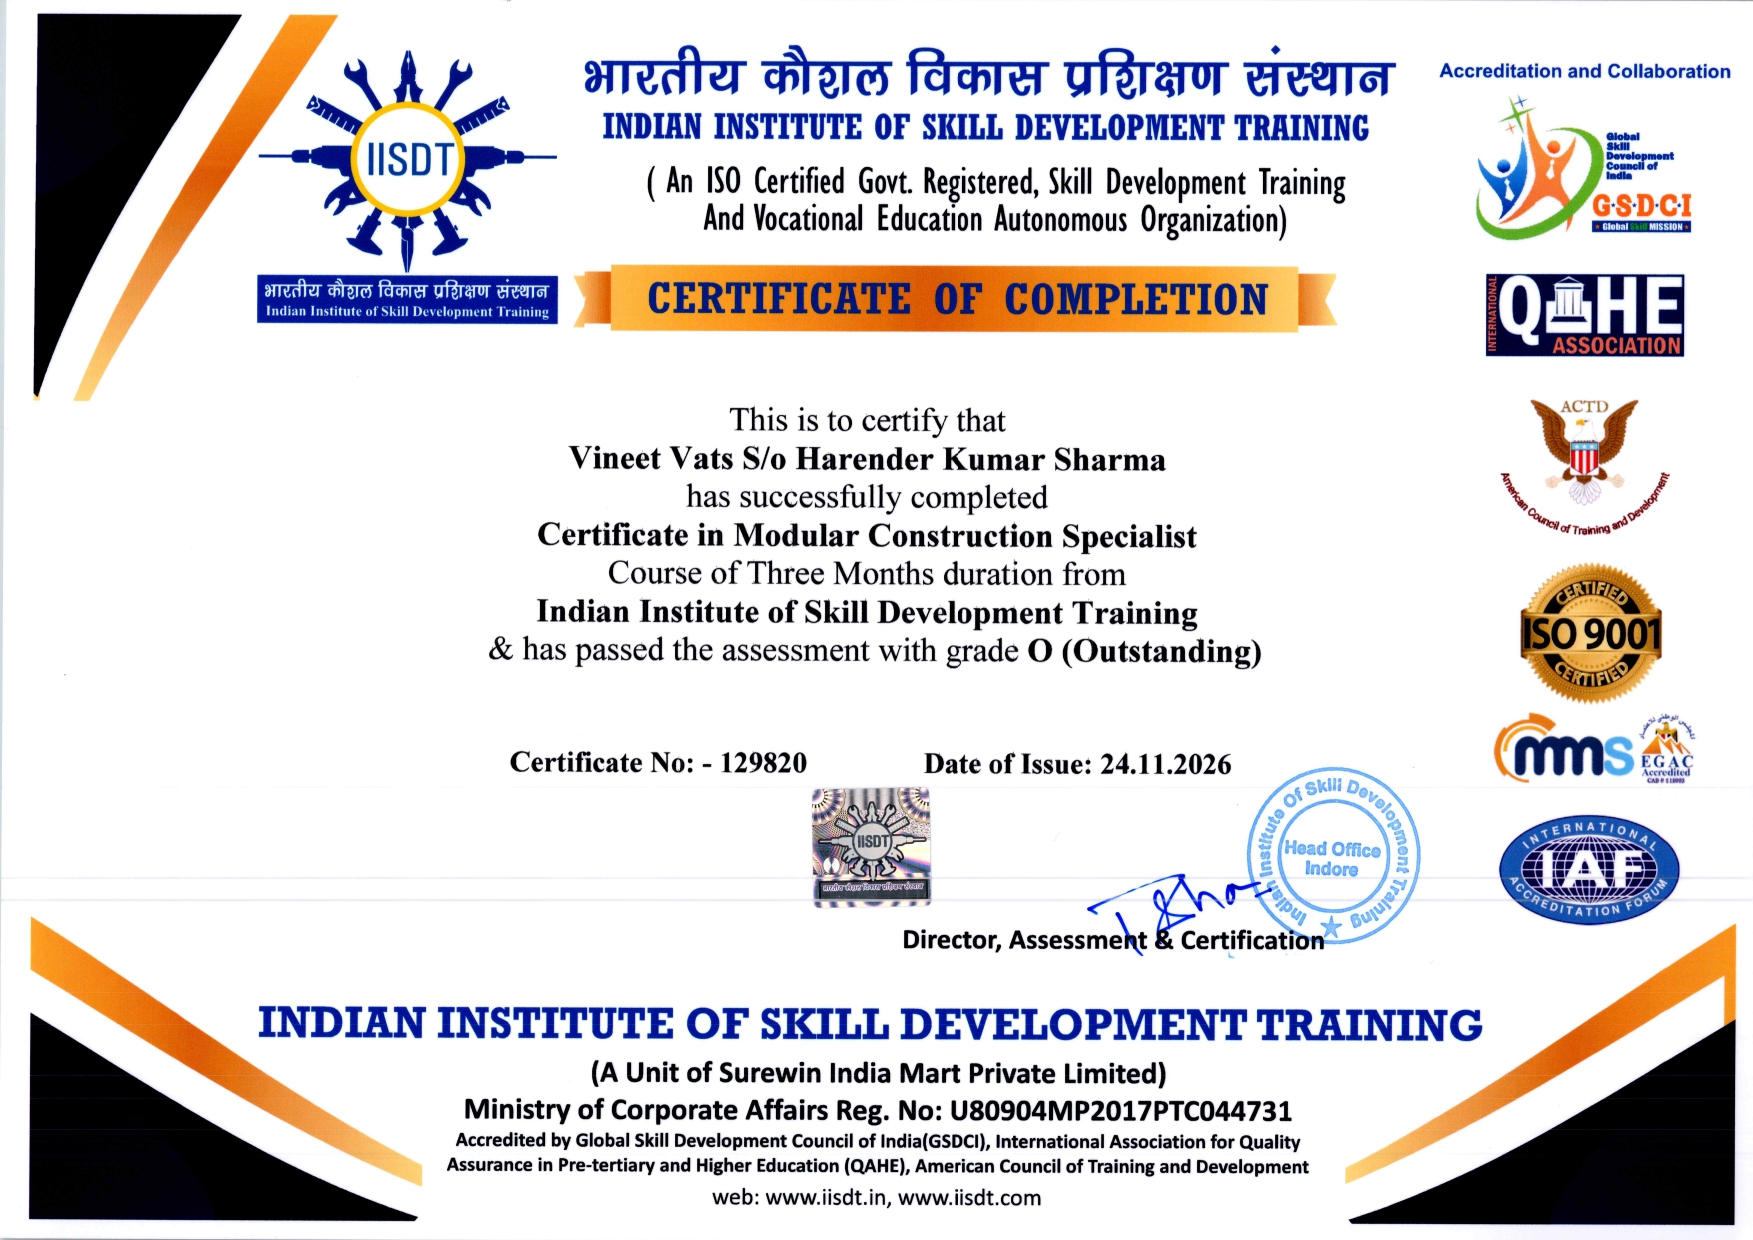 भारतीय कौशल विकास प्रशिक्षण संस्थान
INDIAN INSTITUTE OF SKILL DEVELOPMENT TRAINING
( An ISO Certified Govt. Registered, Skill Development Training
And Vocational Education Autonomous Organization)
IISDT
भारतीय कौशल विकास प्रशिक्षण संस्थान
Indian Institute of Skill Development Training
CERTIFICATE OF COMPLETION
Accreditation and Collaboration
Global
Skill
Development
Council of
India
G·S·D·C·I
Global Skill MISSION
INTERNATIONAL
QAHE
ASSOCIATION
ACTD
American Council of Training and Development
CERTIFIED
ISO 9001
CERTIFIED
mms
EGAC
Accredited
INTERNATIONAL
IAF
ACCREDITATION FORUM
This is to certify that
Vineet Vats S/o Harender Kumar Sharma
has successfully completed
Certificate in Modular Construction Specialist
Course of Three Months duration from
Indian Institute of Skill Development Training
& has passed the assessment with grade O (Outstanding)
Certificate No: - 129820
Date of Issue: 24.11.2026
IISDT
भारतीय कौशल विकास प्रशिक्षण संस्थान
Indian Institute Of Skill Development Training
Head Office
Indore
Director, Assessment & Certification
INDIAN INSTITUTE OF SKILL DEVELOPMENT TRAINING
(A Unit of Surewin India Mart Private Limited)
Ministry of Corporate Affairs Reg. No: U80904MP2017PTC044731
Accredited by Global Skill Development Council of India(GSDCI), International Association for Quality
Assurance in Pre-tertiary and Higher Education (QAHE), American Council of Training and Development
web: www.iisdt.in, www.iisdt.com